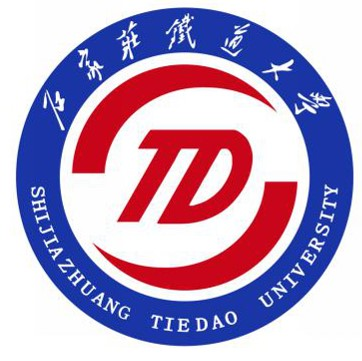 石家莊鐵道大學
TD
SHIJIAZHUANG TIEDAO UNIVERSITY